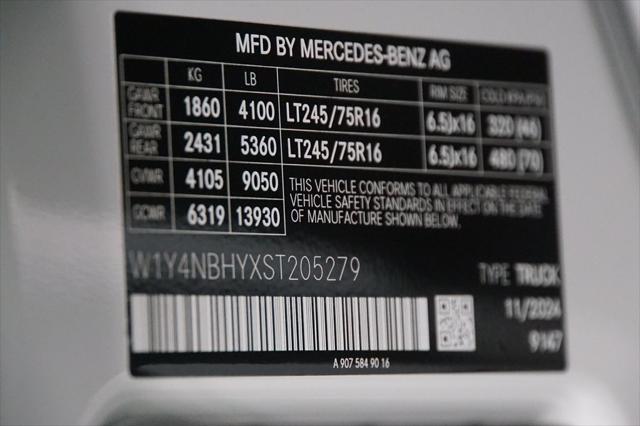 MFD BY MERCEDES-BENZ AG
KG LB TIRES RIM SIZE COLD KPA/PSI
GAWR FRONT 1860 4100 LT245/75R16 6.5Jx16 320 (46)
GAWR REAR 2431 5360 LT245/75R16 6.5Jx16 480 (70)
GVWR 4105 9050 THIS VEHICLE CONFORMS TO ALL APPLICABLE FEDERAL
VEHICLE SAFETY STANDARDS IN EFFECT ON THE DATE
GCWR 6319 13930 OF MANUFACTURE SHOWN BELOW.
W1Y4NBHYXST205279 TYPE TRUCK
11/2024
9147
A 907 584 90 16